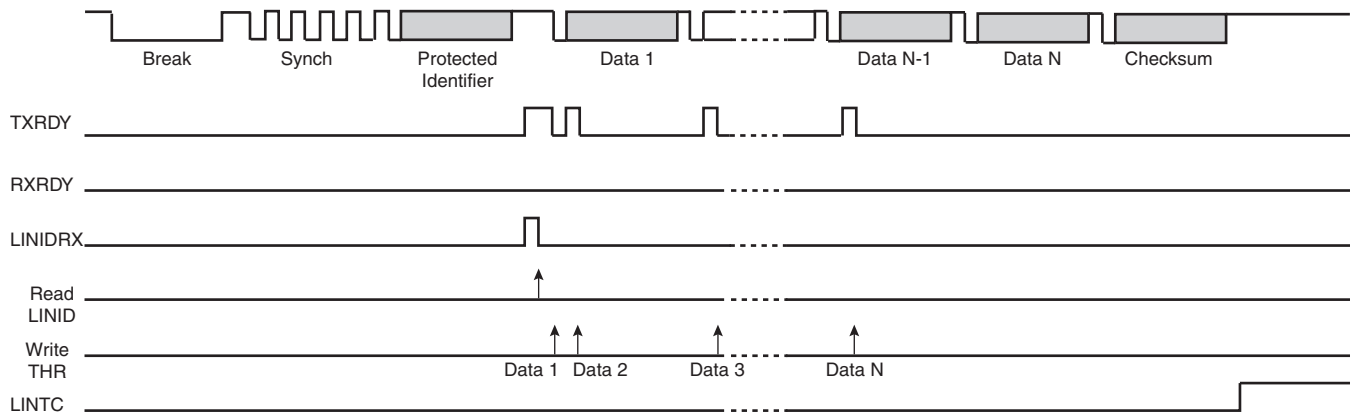 Break
Synch
Protected
Identifier
Data 1
Data N-1
Data N
Checksum
TXRDY
RXRDY
LINIDRX
Read
LINID
Write
THR
Data 1
Data 2
Data 3
Data N
LINTC